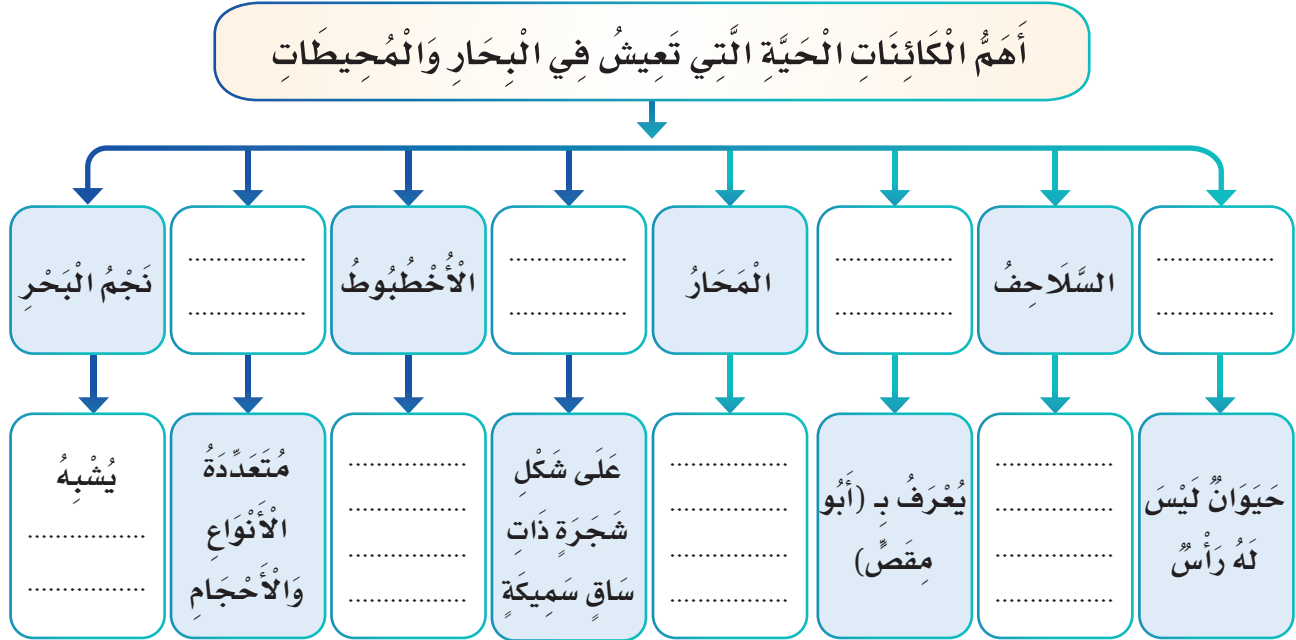 أَهَمُّ الْكَائِنَاتِ الْحَيَّةِ الَّتِي تَعِيشُ فِي الْبِحَارِ وَالْمُحِيطَاتِ
..................
..................
السَّلَاحِفُ
..................
..................
الْمَحَارُ
..................
..................
الْأُخْطُبُوطُ
..................
..................
نَجْمُ الْبَحْرِ
حَيَوَانٌ لَيْسَ
لَهُ رَأْسٌ
..................
..................
..................
..................
يُعْرَفُ بِـ (أَبُو
مِقَصٍّ)
..................
..................
..................
..................
عَلَى شَكْلِ
شَجَرَةٍ ذَاتِ
سَاقٍ سَمِيكَةٍ
..................
..................
..................
..................
مُتَعَدِّدَةُ
الْأَنْوَاعِ
وَالْأَحْجَامِ
يُشْبِهُ
..................
..................